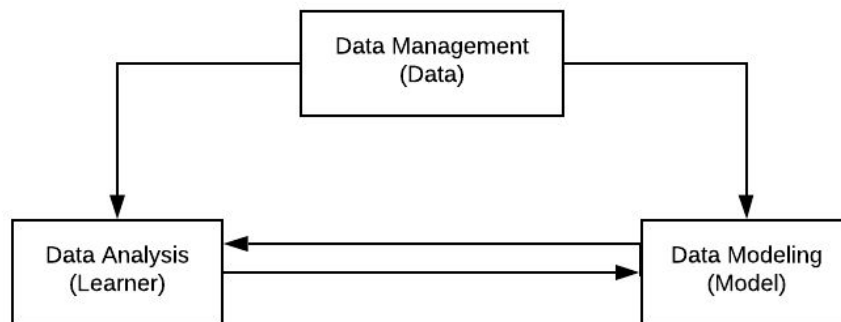 Data Management
(Data)
Data Analysis
(Learner)
Data Modeling
(Model)